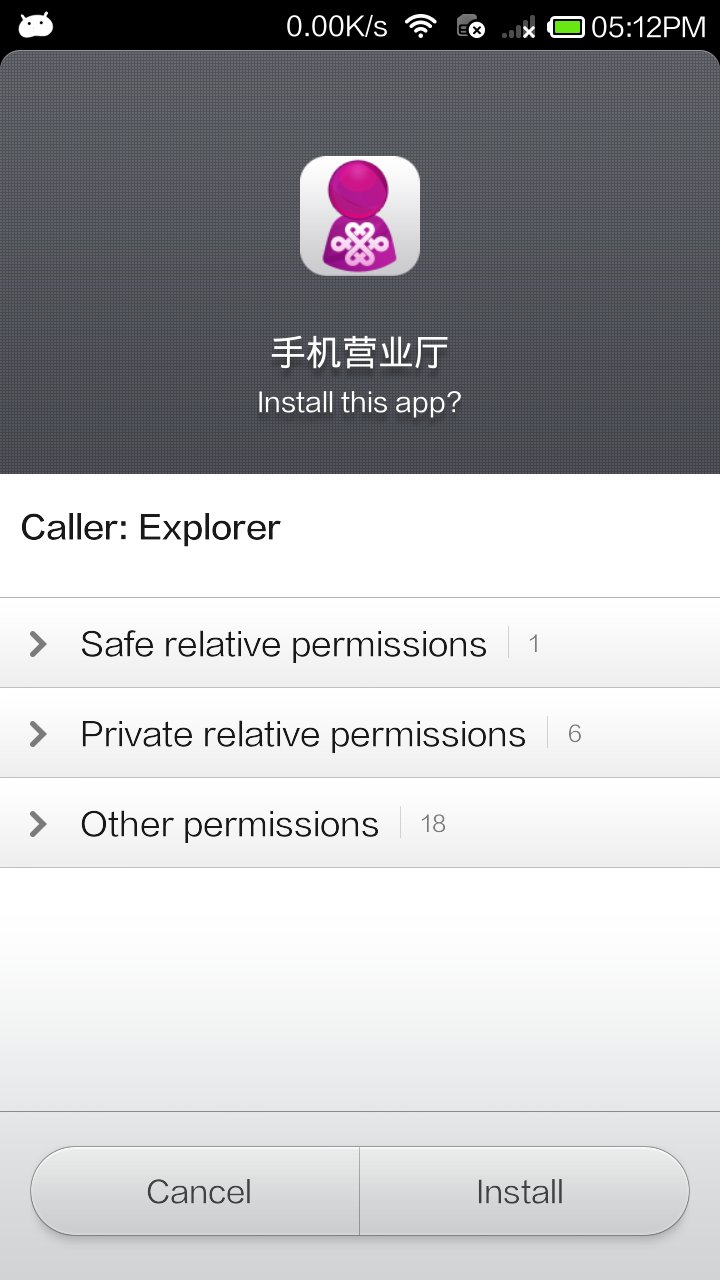 0.00K/s 05:12PM
手机营业厅
Install this app?
Caller: Explorer
Safe relative permissions 1
Private relative permissions 6
Other permissions 18
Cancel Install